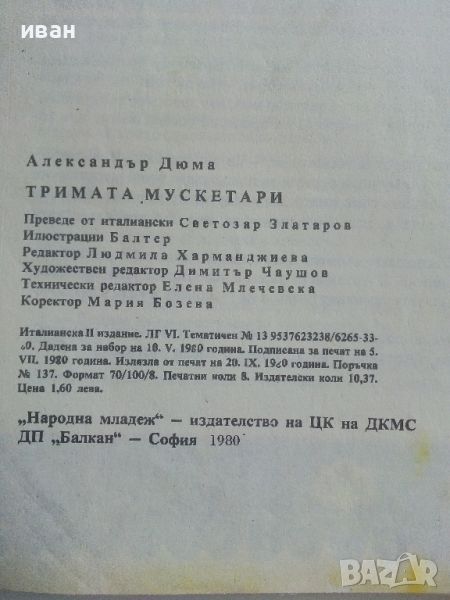 иван
Александър Дюма
ТРИМАТА МУСКЕТАРИ
Преведе от италиански Светозар Златаров
Илюстрации Балтер
Редактор Людмила Харманджиева
Художествен редактор Димитър Чаушов
Технически редактор Елена Млечевска
Коректор Мария Бозева
Италианска II издание. ЛГ VI. Тематичен № 13 9537623238/6265-33-
-80. Дадена за набор на 10. V. 1980 година. Подписана за печат на 5.
VII. 1980 година. Излязла от печат на 20. IX. 1980 година. Поръчка
№ 137. Формат 70/100/8. Печатни коли 8. Издателски коли 10,37.
Цена 1,60 лева.
„Народна младеж“ — издателство на ЦК на ДКМС
ДП „Балкан“ — София 1980
BAZAR